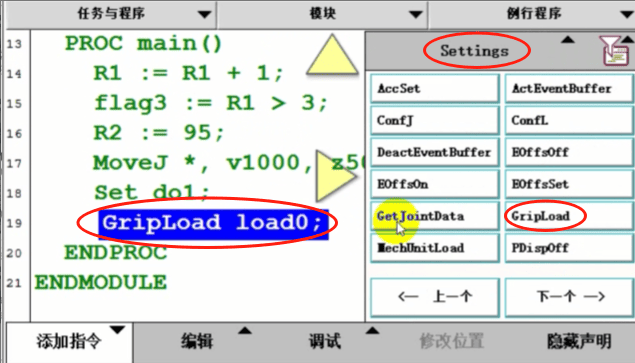 任务与程序 模块 例行程序
13 PROC main()
14 R1 := R1 + 1;
15 flag3 := R1 > 3;
16 R2 := 95;
17 MoveJ *, v1000, z50
18 Set do1;
19 GripLoad load0;
20 ENDPROC
21 ENDMODULE
Settings
AccSet ActEventBuffer
ConfJ ConfL
DeactEventBuffer EOffsOff
EOffsOn EOffsSet
GetJointData GripLoad
MechUnitLoad PDispOff
<— 上一个 下一个 —>
添加指令 编辑 调试 修改位置 隐藏声明